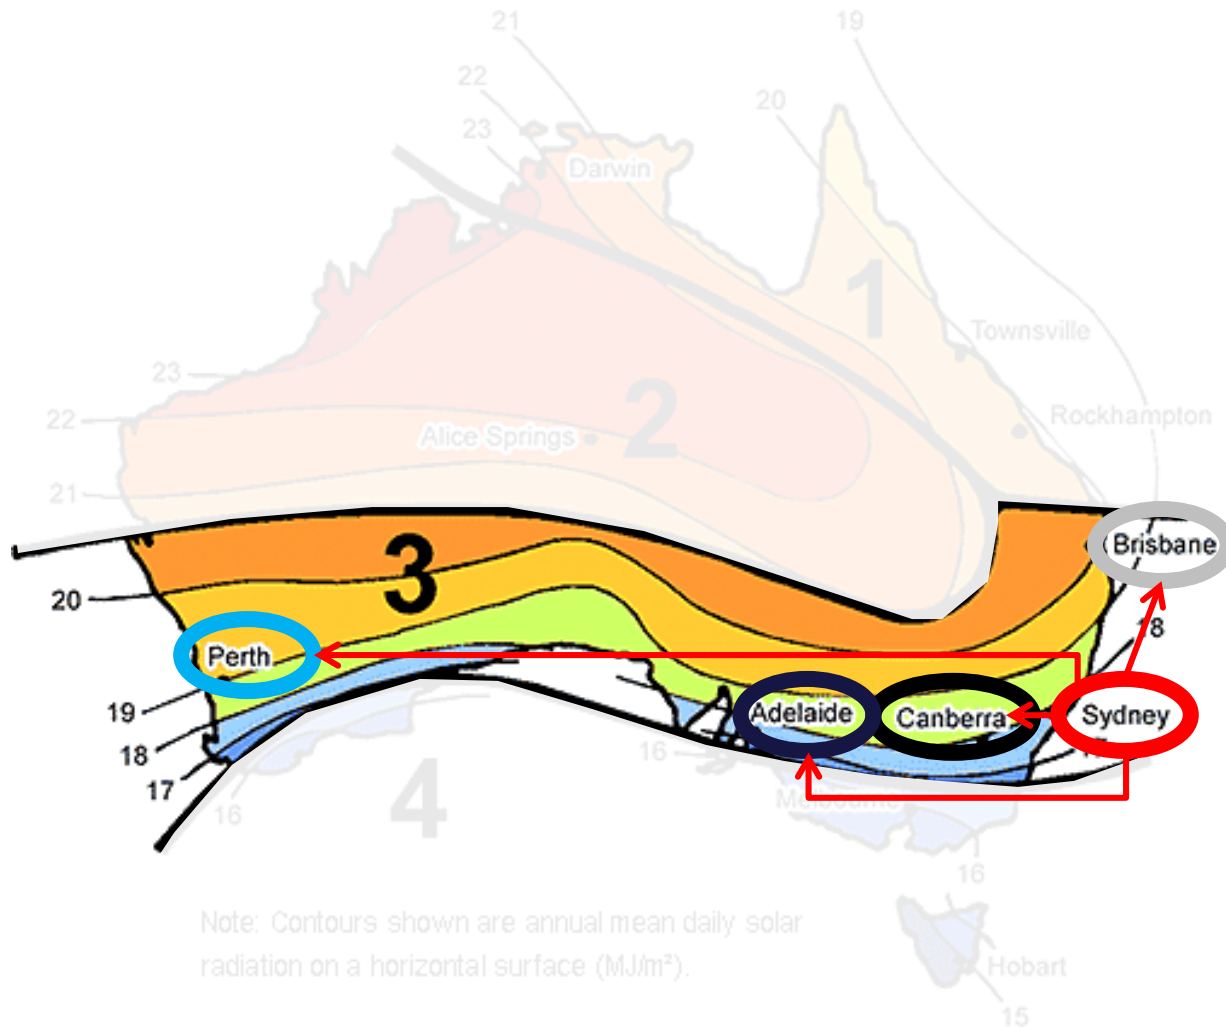 21
19
22
20
23
Darwin
1
Townsville
23
2
22
Rockhampton
Alice Springs
21
3
Brisbane
20
18
Perth
19
Adelaide
Canberra
Sydney
18
16
17
4
16
Melbourne
16
Note: Contours shown are annual mean daily solar
radiation on a horizontal surface (MJ/m²).
Hobart
15